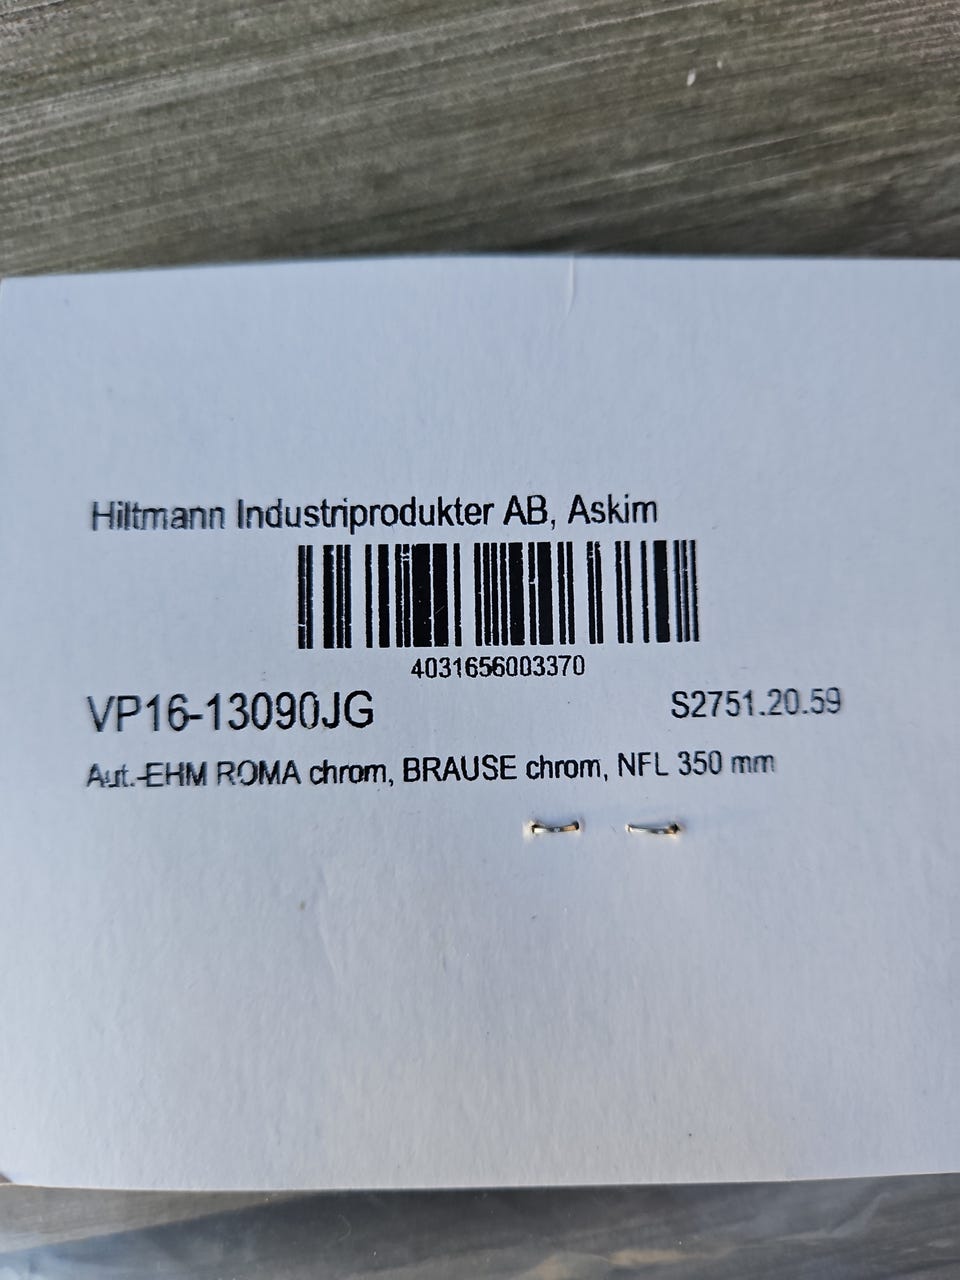 Hiltmann Industriprodukter AB, Askim
4031656003370
VP16-13090JG S2751.20.59
Aut.-EHM ROMA chrom, BRAUSE chrom, NFL 350 mm